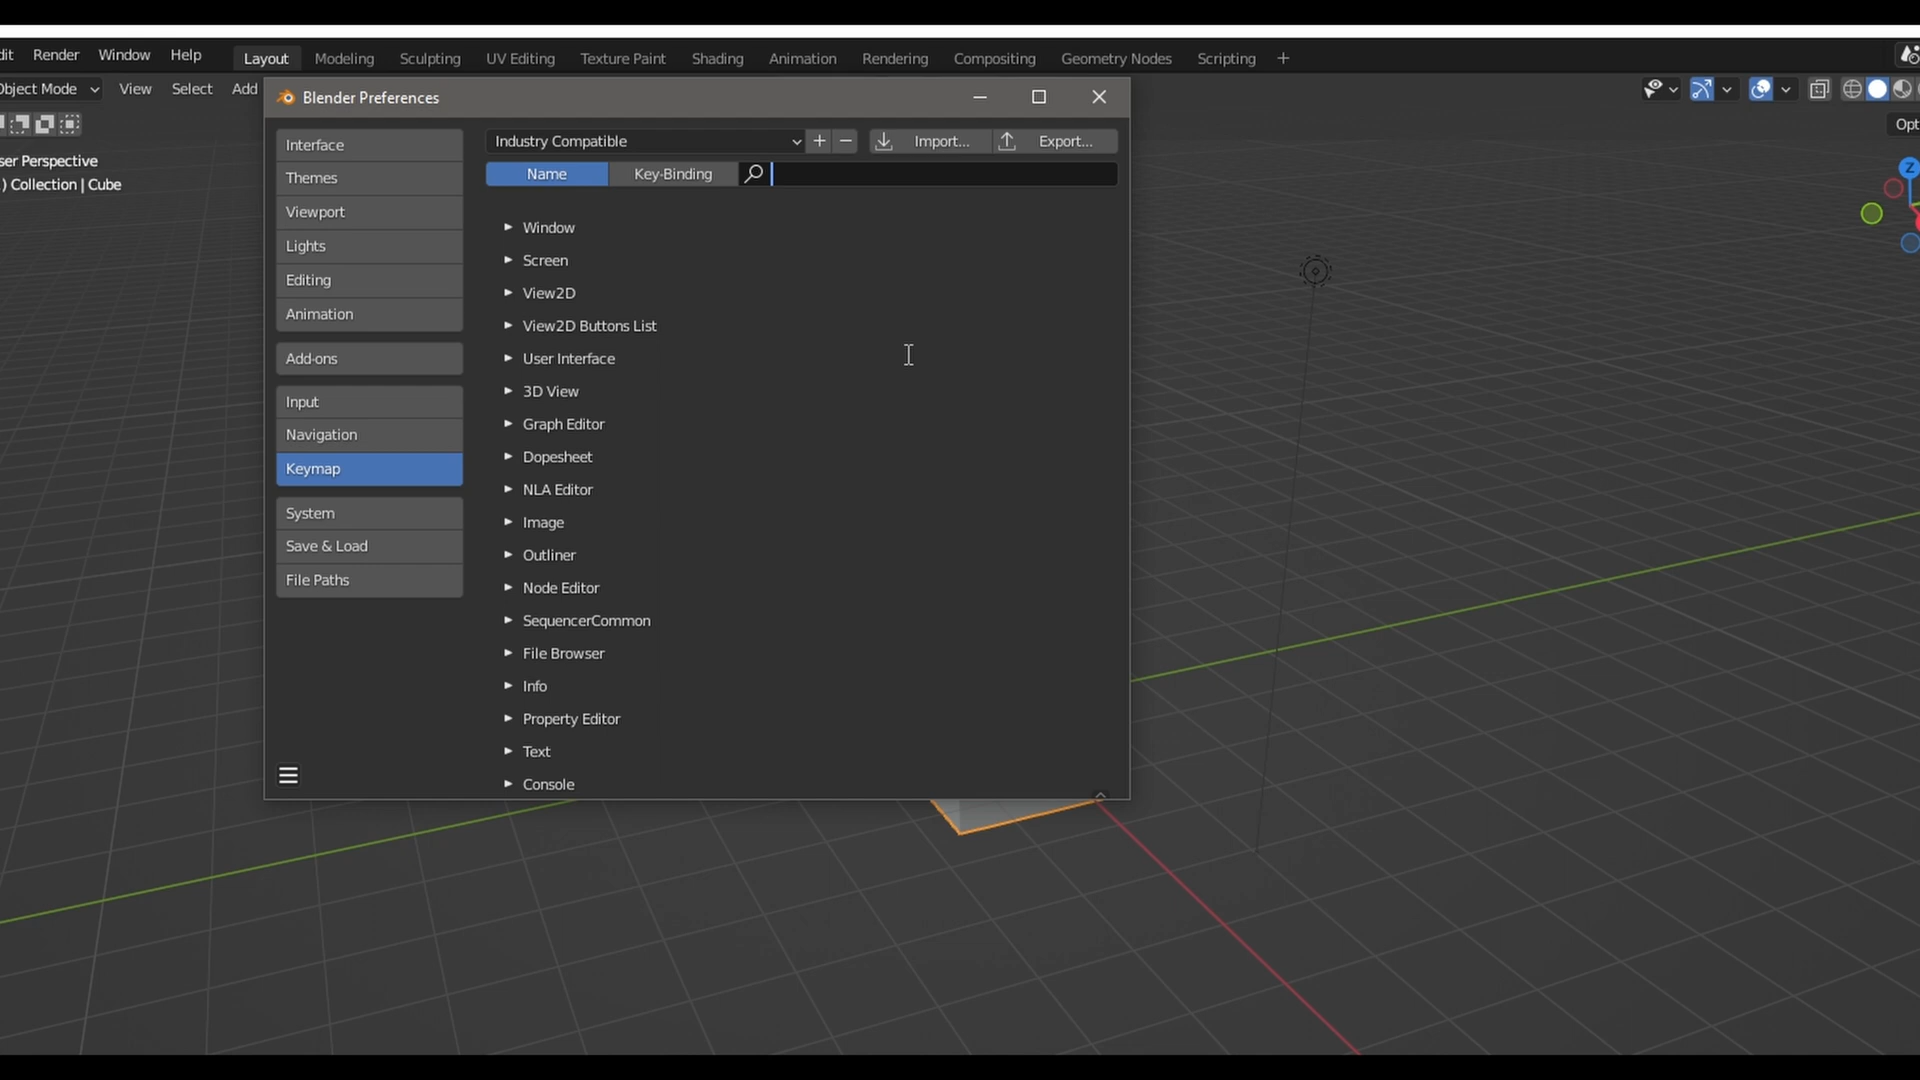 dit Render Window Help Layout Modeling Sculpting UV Editing Texture Paint Shading Animation Rendering Compositing Geometry Nodes Scripting +
Object Mode View Select Add
Opt
ser Perspective
) Collection | Cube
Blender Preferences
Interface
Themes
Viewport
Lights
Editing
Animation
Add-ons
Input
Navigation
Keymap
System
Save & Load
File Paths
Industry Compatible + − Import... Export...
Name Key-Binding
Window
Screen
View2D
View2D Buttons List
User Interface
3D View
Graph Editor
Dopesheet
NLA Editor
Image
Outliner
Node Editor
SequencerCommon
File Browser
Info
Property Editor
Text
Console
Z